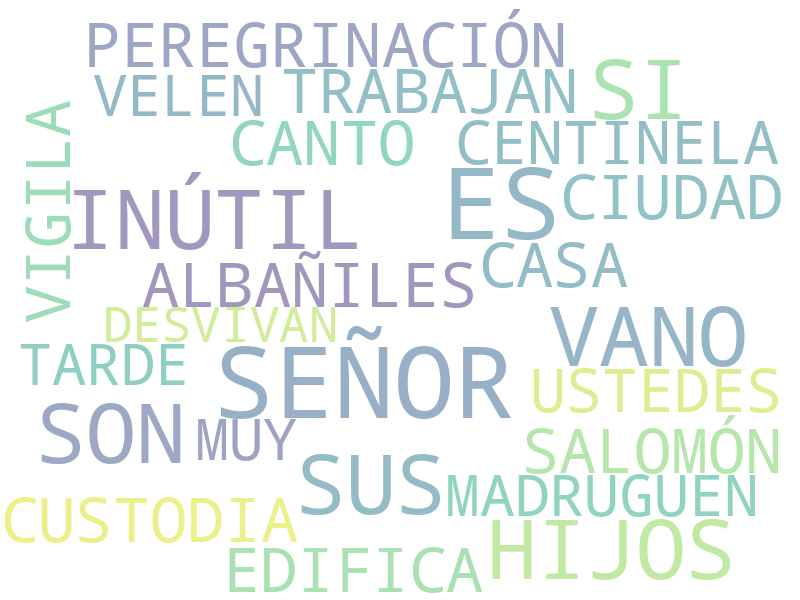 PEREGRINACIÓN
VELEN TRABAJAN SI
VIGILA
CANTO CENTINELA
INÚTIL ES CIUDAD
ALBAÑILES CASA
DESVIVAN VANO
TARDE SEÑOR USTEDES
SON MUY SALOMÓN
SUS MADRUGUEN
CUSTODIA HIJOS
EDIFICA